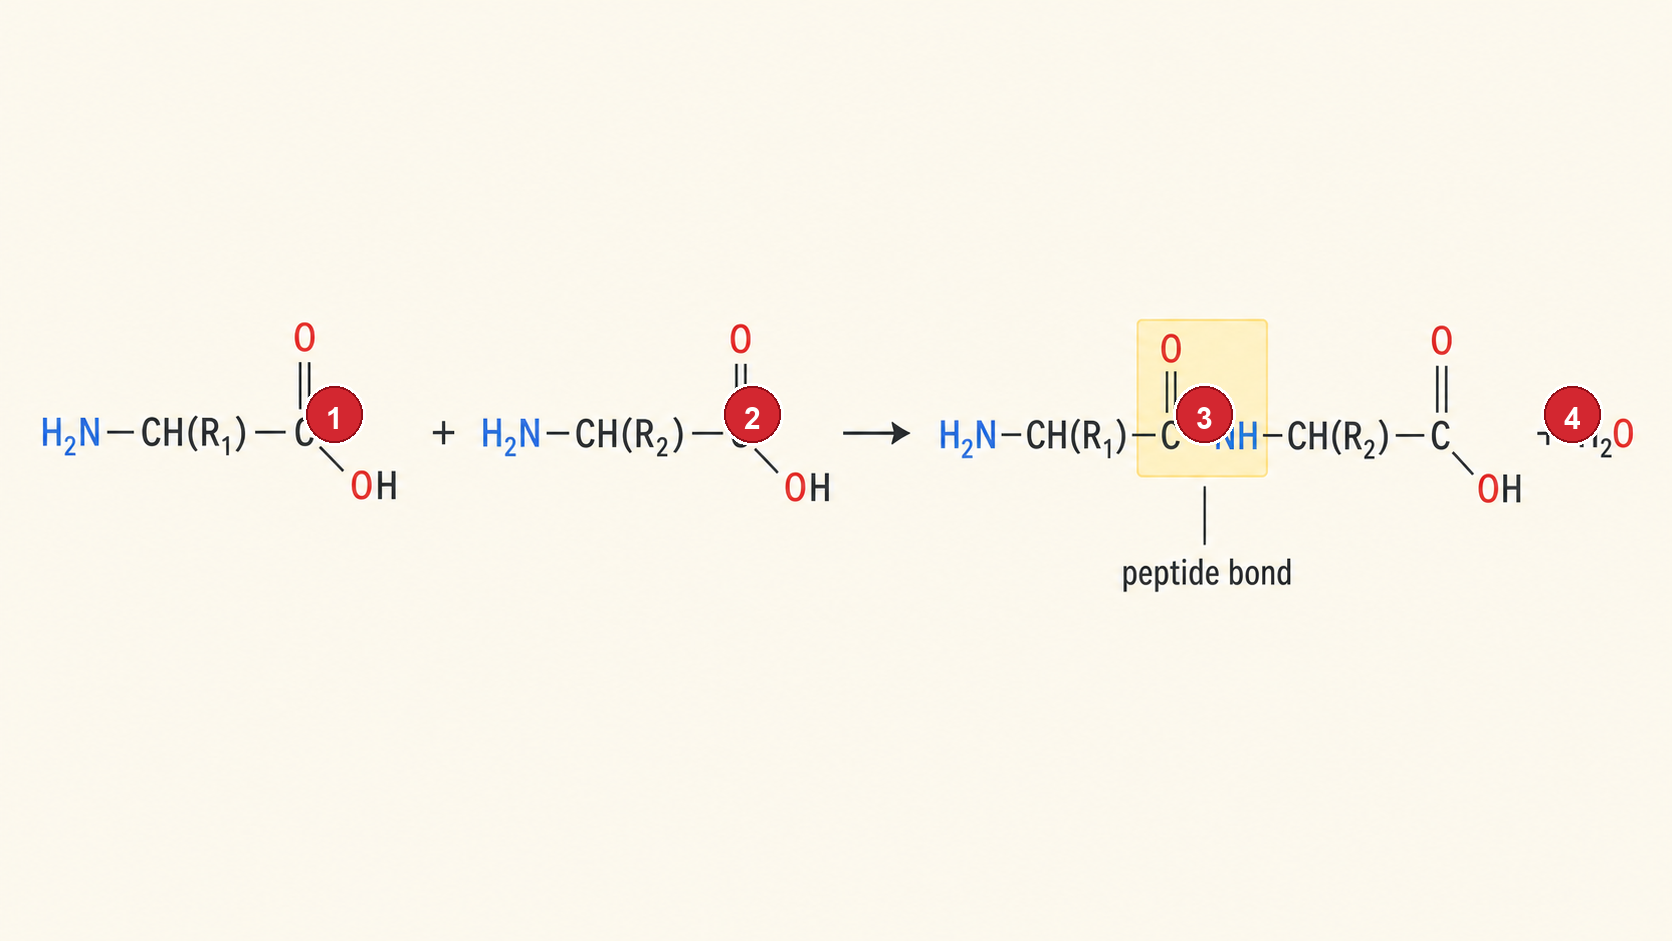 O O O O
H₂N—CH(R₁)—C 1 + H₂N—CH(R₂)— 2 → H₂N—CH(R₁)—C 3 NH—CH(R₂)—C 4 ₂O
OH OH OH
peptide bond